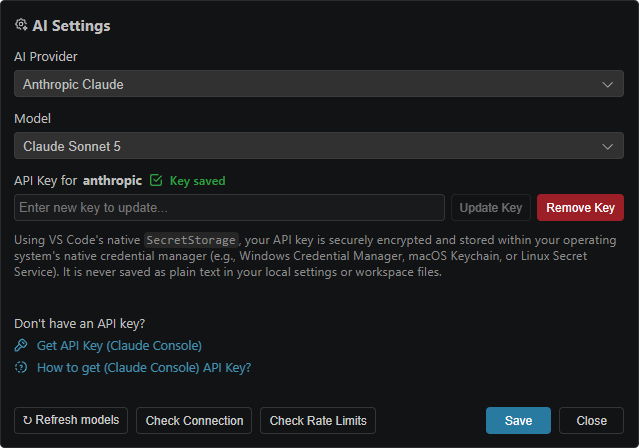 AI Settings
AI Provider
Anthropic Claude
Model
Claude Sonnet 5
API Key for anthropic Key saved
Enter new key to update... Update Key Remove Key
Using VS Code's native SecretStorage, your API key is securely encrypted and stored within your operating
system's native credential manager (e.g., Windows Credential Manager, macOS Keychain, or Linux Secret
Service). It is never saved as plain text in your local settings or workspace files.
Don't have an API key?
Get API Key (Claude Console)
How to get (Claude Console) API Key?
↻ Refresh models Check Connection Check Rate Limits Save Close